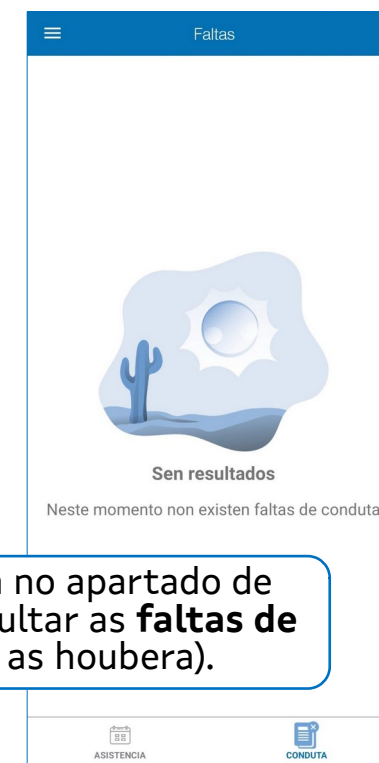 Faltas
Sen resultados
Neste momento non existen faltas de conduta
no apartado de
ultar as faltas de
as houbera).
ASISTENCIA
CONDUTA